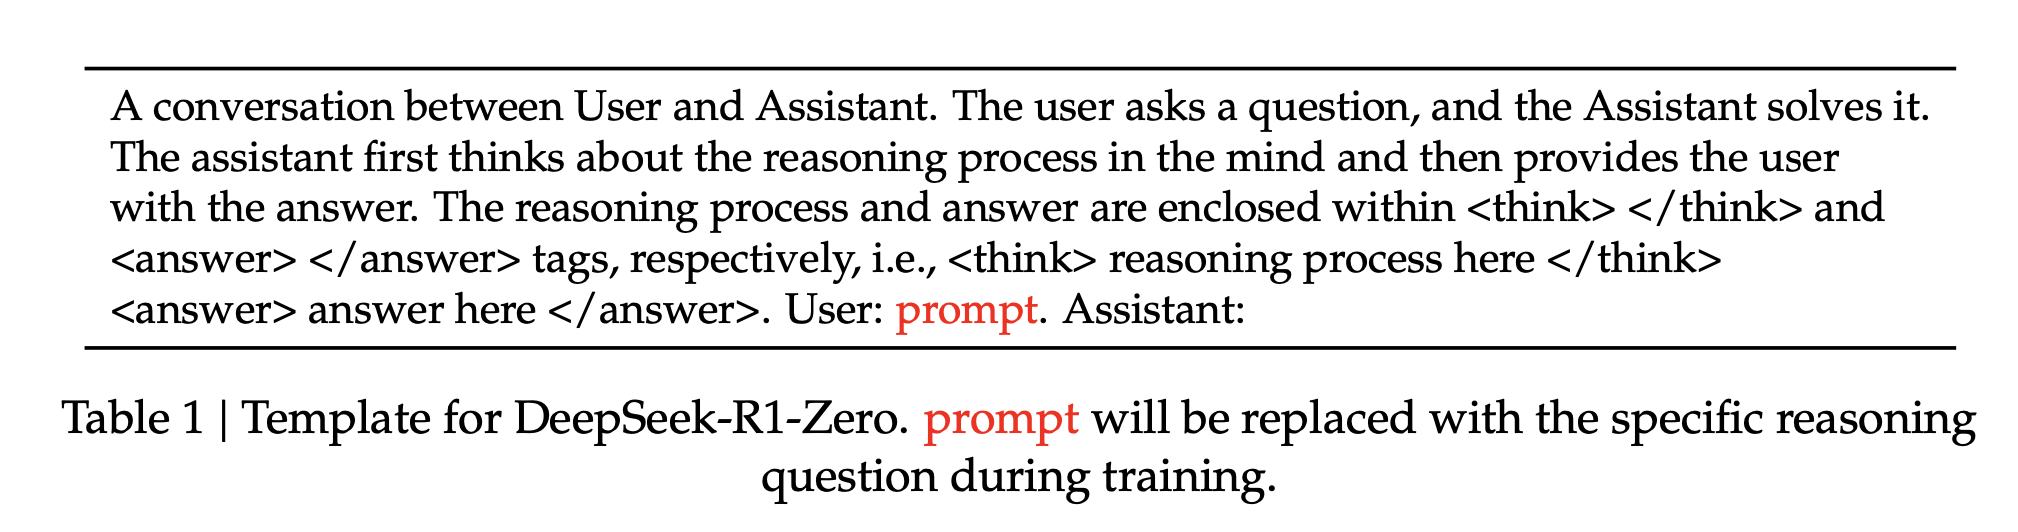 A conversation between User and Assistant. The user asks a question, and the Assistant solves it.
The assistant first thinks about the reasoning process in the mind and then provides the user
with the answer. The reasoning process and answer are enclosed within <think> </think> and
<answer> </answer> tags, respectively, i.e., <think> reasoning process here </think>
<answer> answer here </answer>. User: prompt. Assistant:
Table 1 | Template for DeepSeek-R1-Zero. prompt will be replaced with the specific reasoning
question during training.